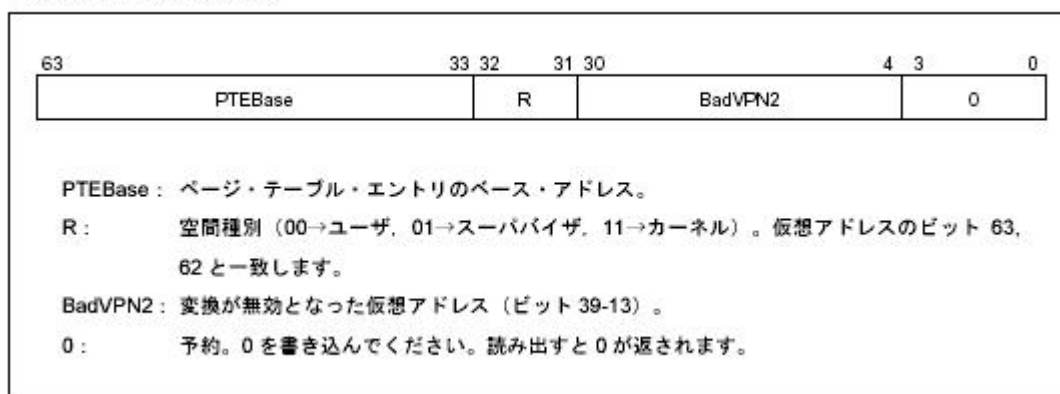 63 33 32 31 30 4 3 0
PTEBase R BadVPN2 0
PTEBase： ページ・テーブル・エントリのベース・アドレス。
R： 空間種別（00→ユーザ，01→スーパバイザ，11→カーネル）。仮想アドレスのビット 63,
62 と一致します。
BadVPN2： 変換が無効となった仮想アドレス（ビット 39-13）。
0： 予約。0 を書き込んでください。読み出すと 0 が返されます。